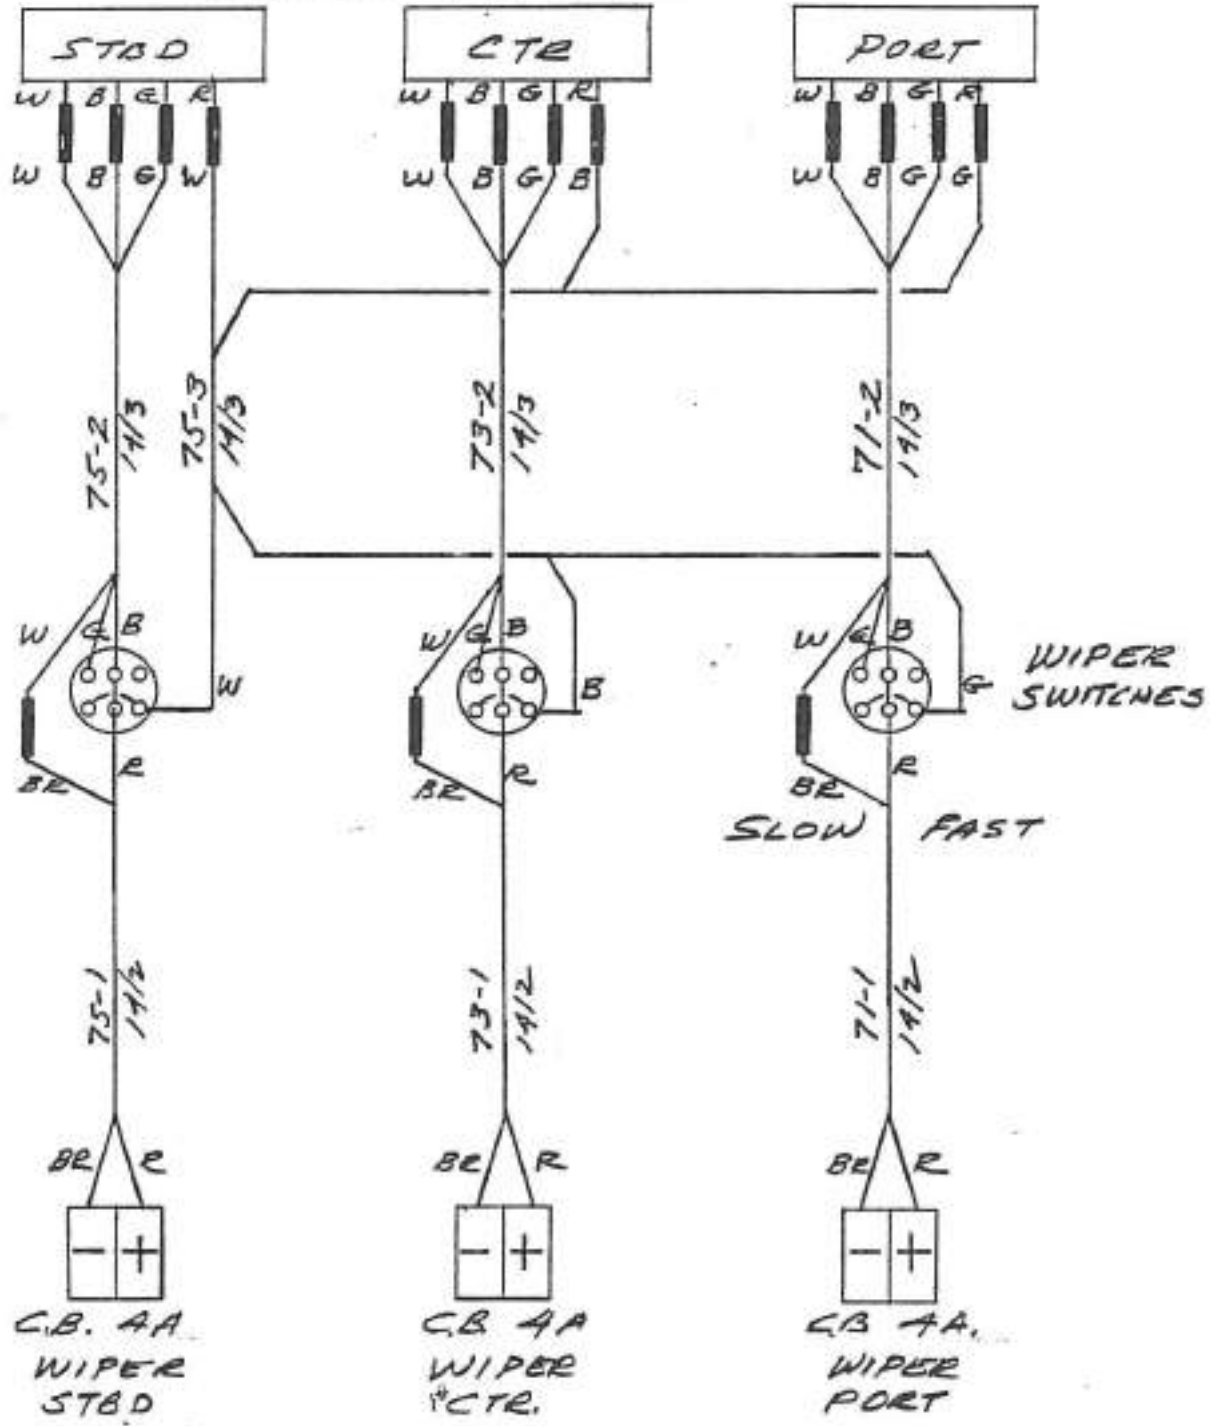 STBD CTR PORT
W B G R W B G R W B G R
W B G W W B G B W B G G
75-2 14/3 75-3 14/3 73-2 14/3 71-2 14/3
W G B W G B W G B
W B G
WIPER
SWITCHES
BR R BR R BR R
SLOW FAST
75-1 14/2 73-1 14/2 71-1 14/2
BR R BR R BR R
- + - + - +
C.B. 4A C.B 4A CB 4A.
WIPER WIPER WIPER
STBD CTR. PORT